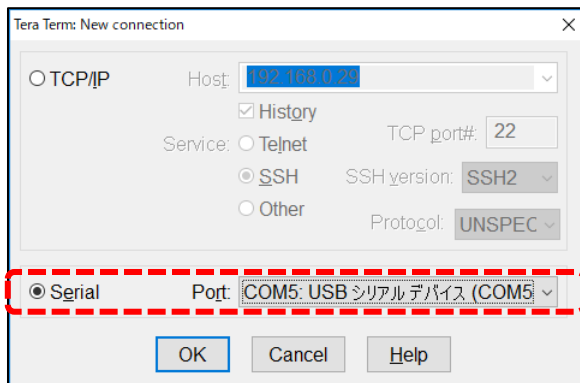 Tera Term: New connection
TCP/IP Host: 192.168.0.29
History
Service: Telnet TCP port#: 22
SSH SSH version: SSH2
Other Protocol: UNSPEC
Serial Port: COM5: USB シリアル デバイス (COM5
OK Cancel Help